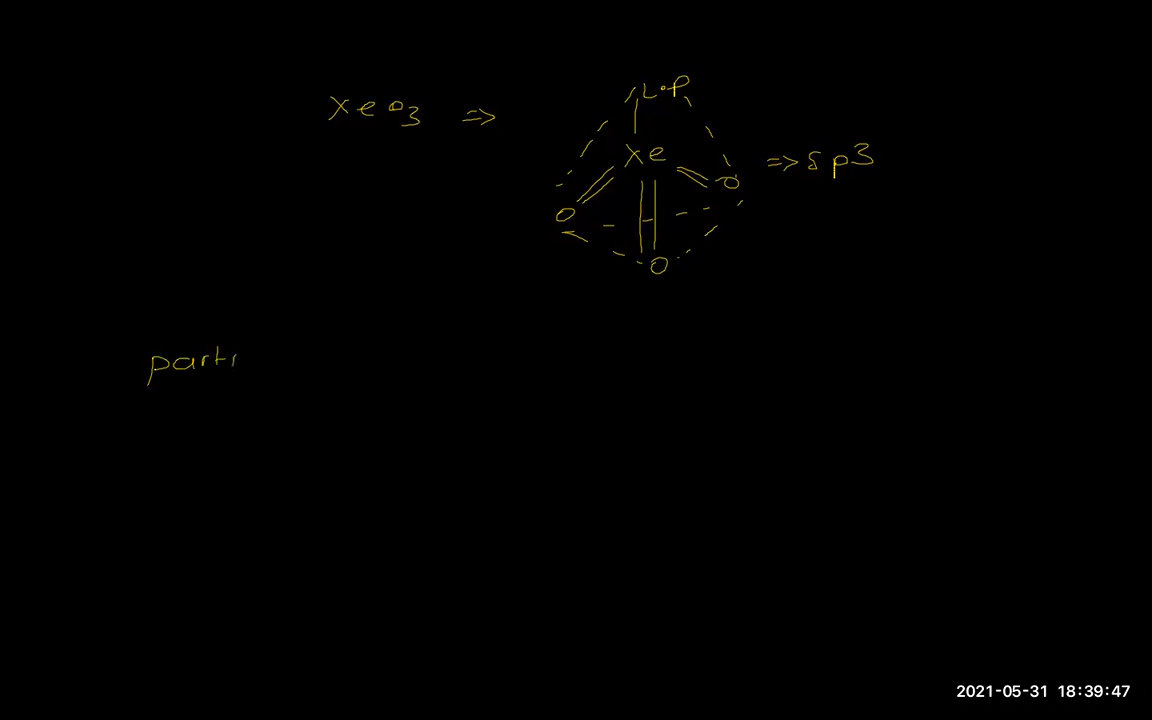 XeO3 => L.P
Xe => sp3
O
O
O
parti
2021-05-31 18:39:47